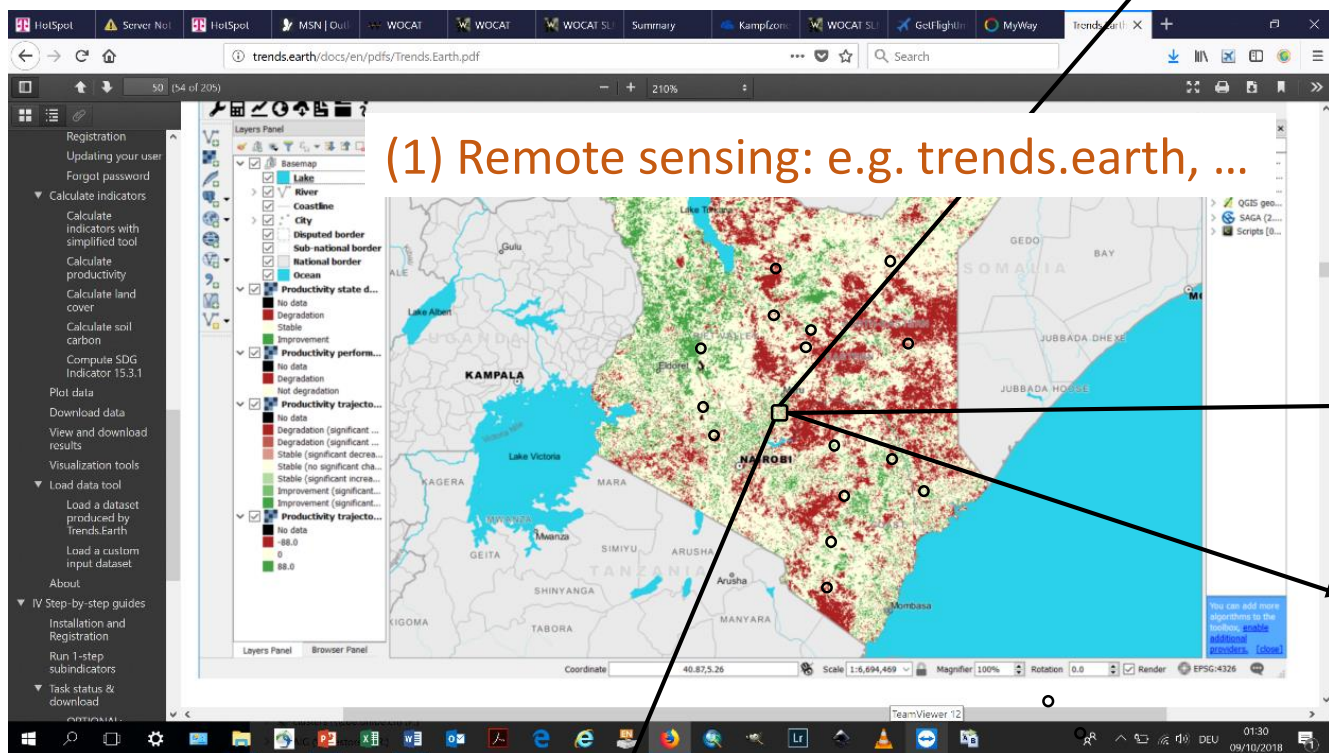 HotSpot
Server Not
HotSpot
MSN | Outl
WOCAT
WOCAT
WOCAT SL
Summary
Kampfzone
WOCAT SL
GetFlightIn
MyWay
Trends.Earth
trends.earth/docs/en/pdfs/Trends.Earth.pdf
Search
50 (54 of 205)
210%
(1) Remote sensing: e.g. trends.earth, ...
Registration
Updating your user
Forgot password
Calculate indicators
Calculate
indicators with
simplified tool
Calculate
productivity
Calculate land
cover
Calculate soil
carbon
Compute SDG
Indicator 15.3.1
Plot data
Download data
View and download
results
Visualization tools
Load data tool
Load a dataset
produced by
Trends.Earth
Load a custom
input dataset
About
IV Step-by-step guides
Installation and
Registration
Run 1-step
subindicators
Task status &
download
Layers Panel
Basemap
Lake
River
Coastline
City
Disputed border
Sub-national border
National border
Ocean
Productivity state d...
No data
Degradation
Stable
Improvement
Productivity perform...
No data
Degradation
Not degradation
Productivity trajecto...
No data
Degradation (significant ...
Degradation (significant ...
Stable (significant decrea...
Stable (no significant cha...
Stable (significant increa...
Improvement (significant...
Improvement (significant...
Productivity trajecto...
No data
-88.0
0
88.0
Layers Panel
Browser Panel
Gulu
Lake Albert
UGANDA
KAMPALA
Eldoret
Lake Victoria
NAIROBI
KAGERA
MARA
MWANZA
Mwanza
GEITA
SIMIYU
ARUSHA
TANZANIA
Arusha
SHINYANGA
KIGOMA
TABORA
MANYARA
Mombasa
SOMALIA
GEDO
BAY
JUBBADA DHEXE
JUBBADA HOOSE
QGIS geo...
SAGA (2....
Scripts [0...
You can add more
algorithms to the
toolbox, enable
additional
providers. [close]
Coordinate
40.87,5.26
Scale 1:6,694,469
Magnifier 100%
Rotation 0.0
Render
EPSG:4326
TeamViewer 12
DEU
01:30
09/10/2018